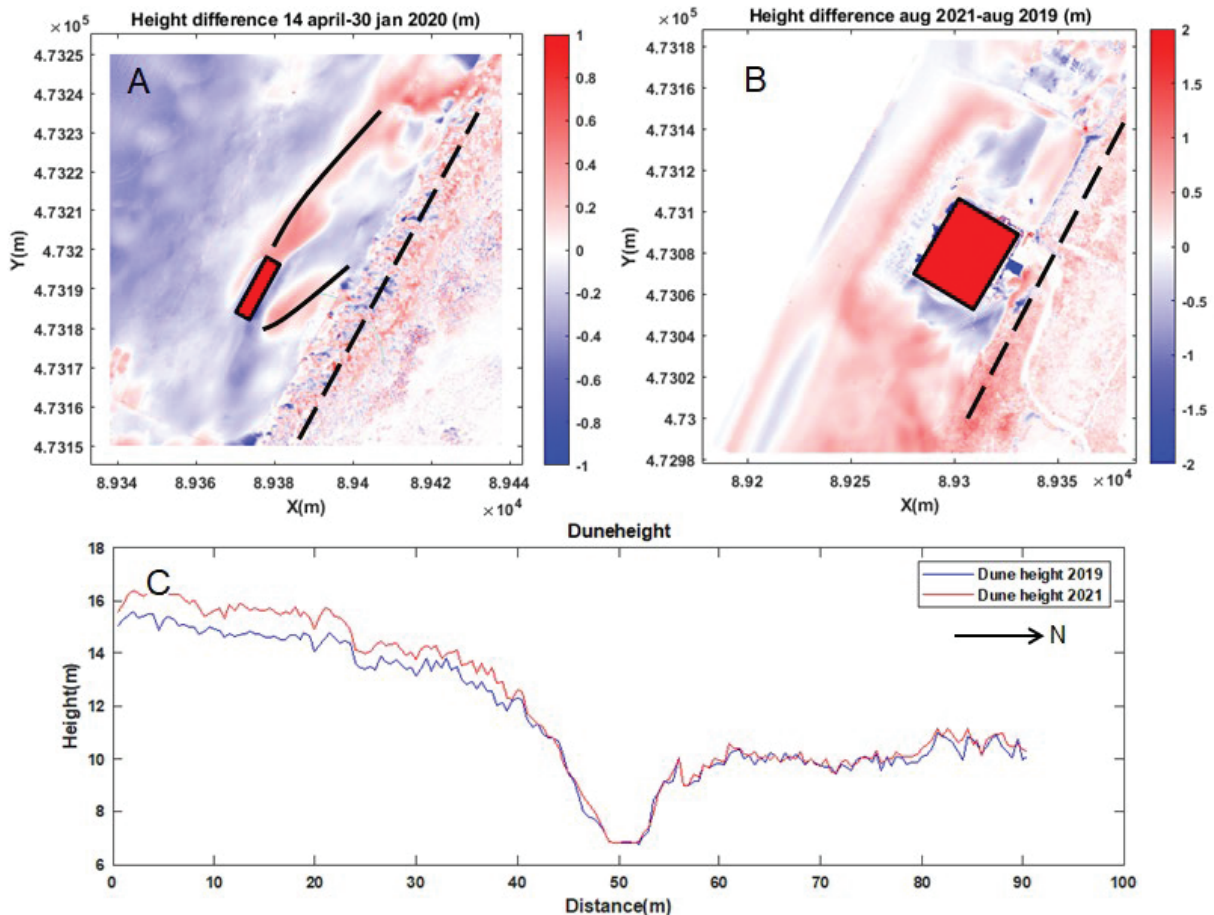 Height difference 14 april-30 jan 2020 (m)
×10⁵
A
4.7325
4.7324
4.7323
4.7322
4.7321
4.732
4.7319
4.7318
4.7317
4.7316
4.7315
Y(m)
8.934 8.936 8.938 8.94 8.942 8.944
X(m)
×10⁴
1
0.8
0.6
0.4
0.2
0
-0.2
-0.4
-0.6
-0.8
-1
Height difference aug 2021-aug 2019 (m)
×10⁵
B
4.7318
4.7316
4.7314
4.7312
4.731
4.7308
4.7306
4.7304
4.7302
4.73
4.7298
Y(m)
8.92 8.925 8.93 8.935
×10⁴
X(m)
2
1.5
1
0.5
0
-0.5
-1
-1.5
-2
Duneheight
C
Dune height 2019
Dune height 2021
N
18
16
14
12
10
8
6
Height(m)
0 10 20 30 40 50 60 70 80 90 100
Distance(m)